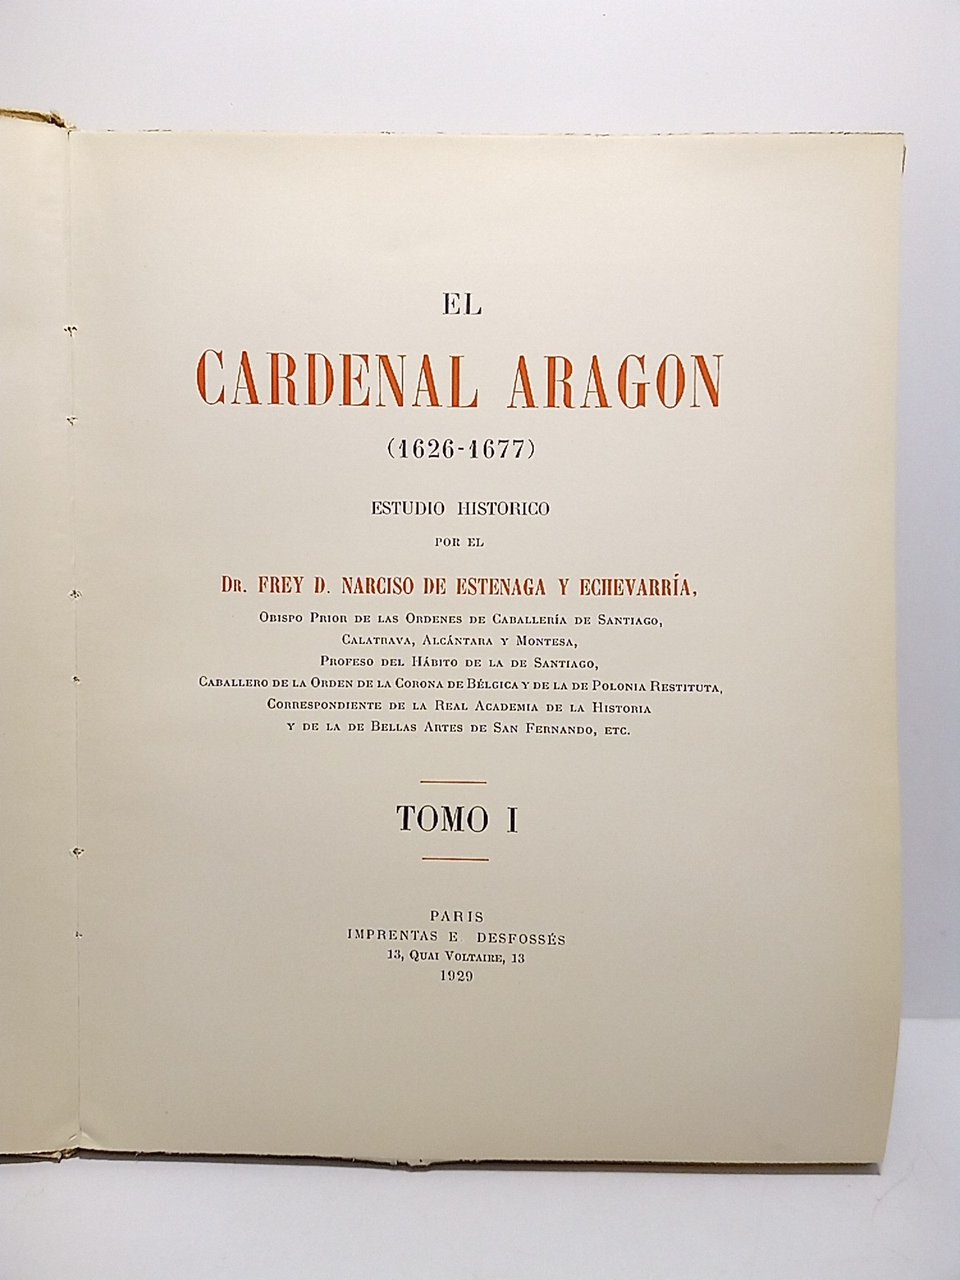 EL
CARDENAL ARAGON
(1626-1677)
ESTUDIO HISTORICO
POR EL
DR. FREY D. NARCISO DE ESTENAGA Y ECHEVARRÍA,
OBISPO PRIOR DE LAS ORDENES DE CABALLERÍA DE SANTIAGO,
CALATRAVA, ALCÁNTARA Y MONTESA,
PROFESO DEL HÁBITO DE LA DE SANTIAGO,
CABALLERO DE LA ORDEN DE LA CORONA DE BÉLGICA Y DE LA DE POLONIA RESTITUTA,
CORRESPONDIENTE DE LA REAL ACADEMIA DE LA HISTORIA
Y DE LA DE BELLAS ARTES DE SAN FERNANDO, ETC.
TOMO I
PARIS
IMPRENTAS E. DESFOSSÉS
13, QUAI VOLTAIRE, 13
1929